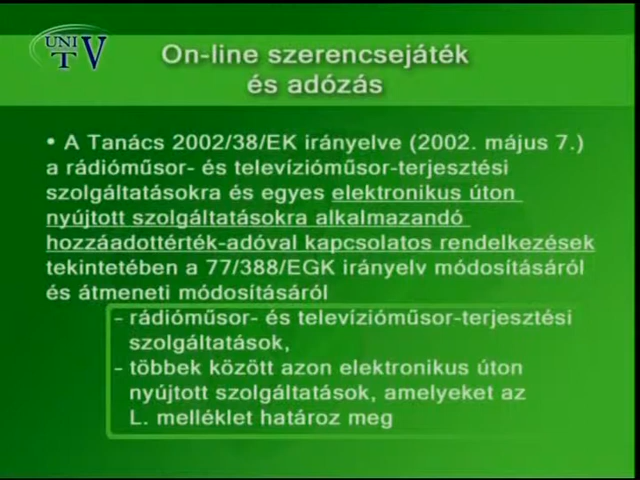 UNI
TV
On-line szerencsejáték
és adózás
• A Tanács 2002/38/EK irányelve (2002. május 7.)
a rádióműsor- és televízióműsor-terjesztési
szolgáltatásokra és egyes elektronikus úton
nyújtott szolgáltatásokra alkalmazandó
hozzáadottérték-adóval kapcsolatos rendelkezések
tekintetében a 77/388/EGK irányelv módosításáról
és átmeneti módosításáról
– rádióműsor- és televízióműsor-terjesztési
szolgáltatások,
– többek között azon elektronikus úton
nyújtott szolgáltatások, amelyeket az
L. melléklet határoz meg